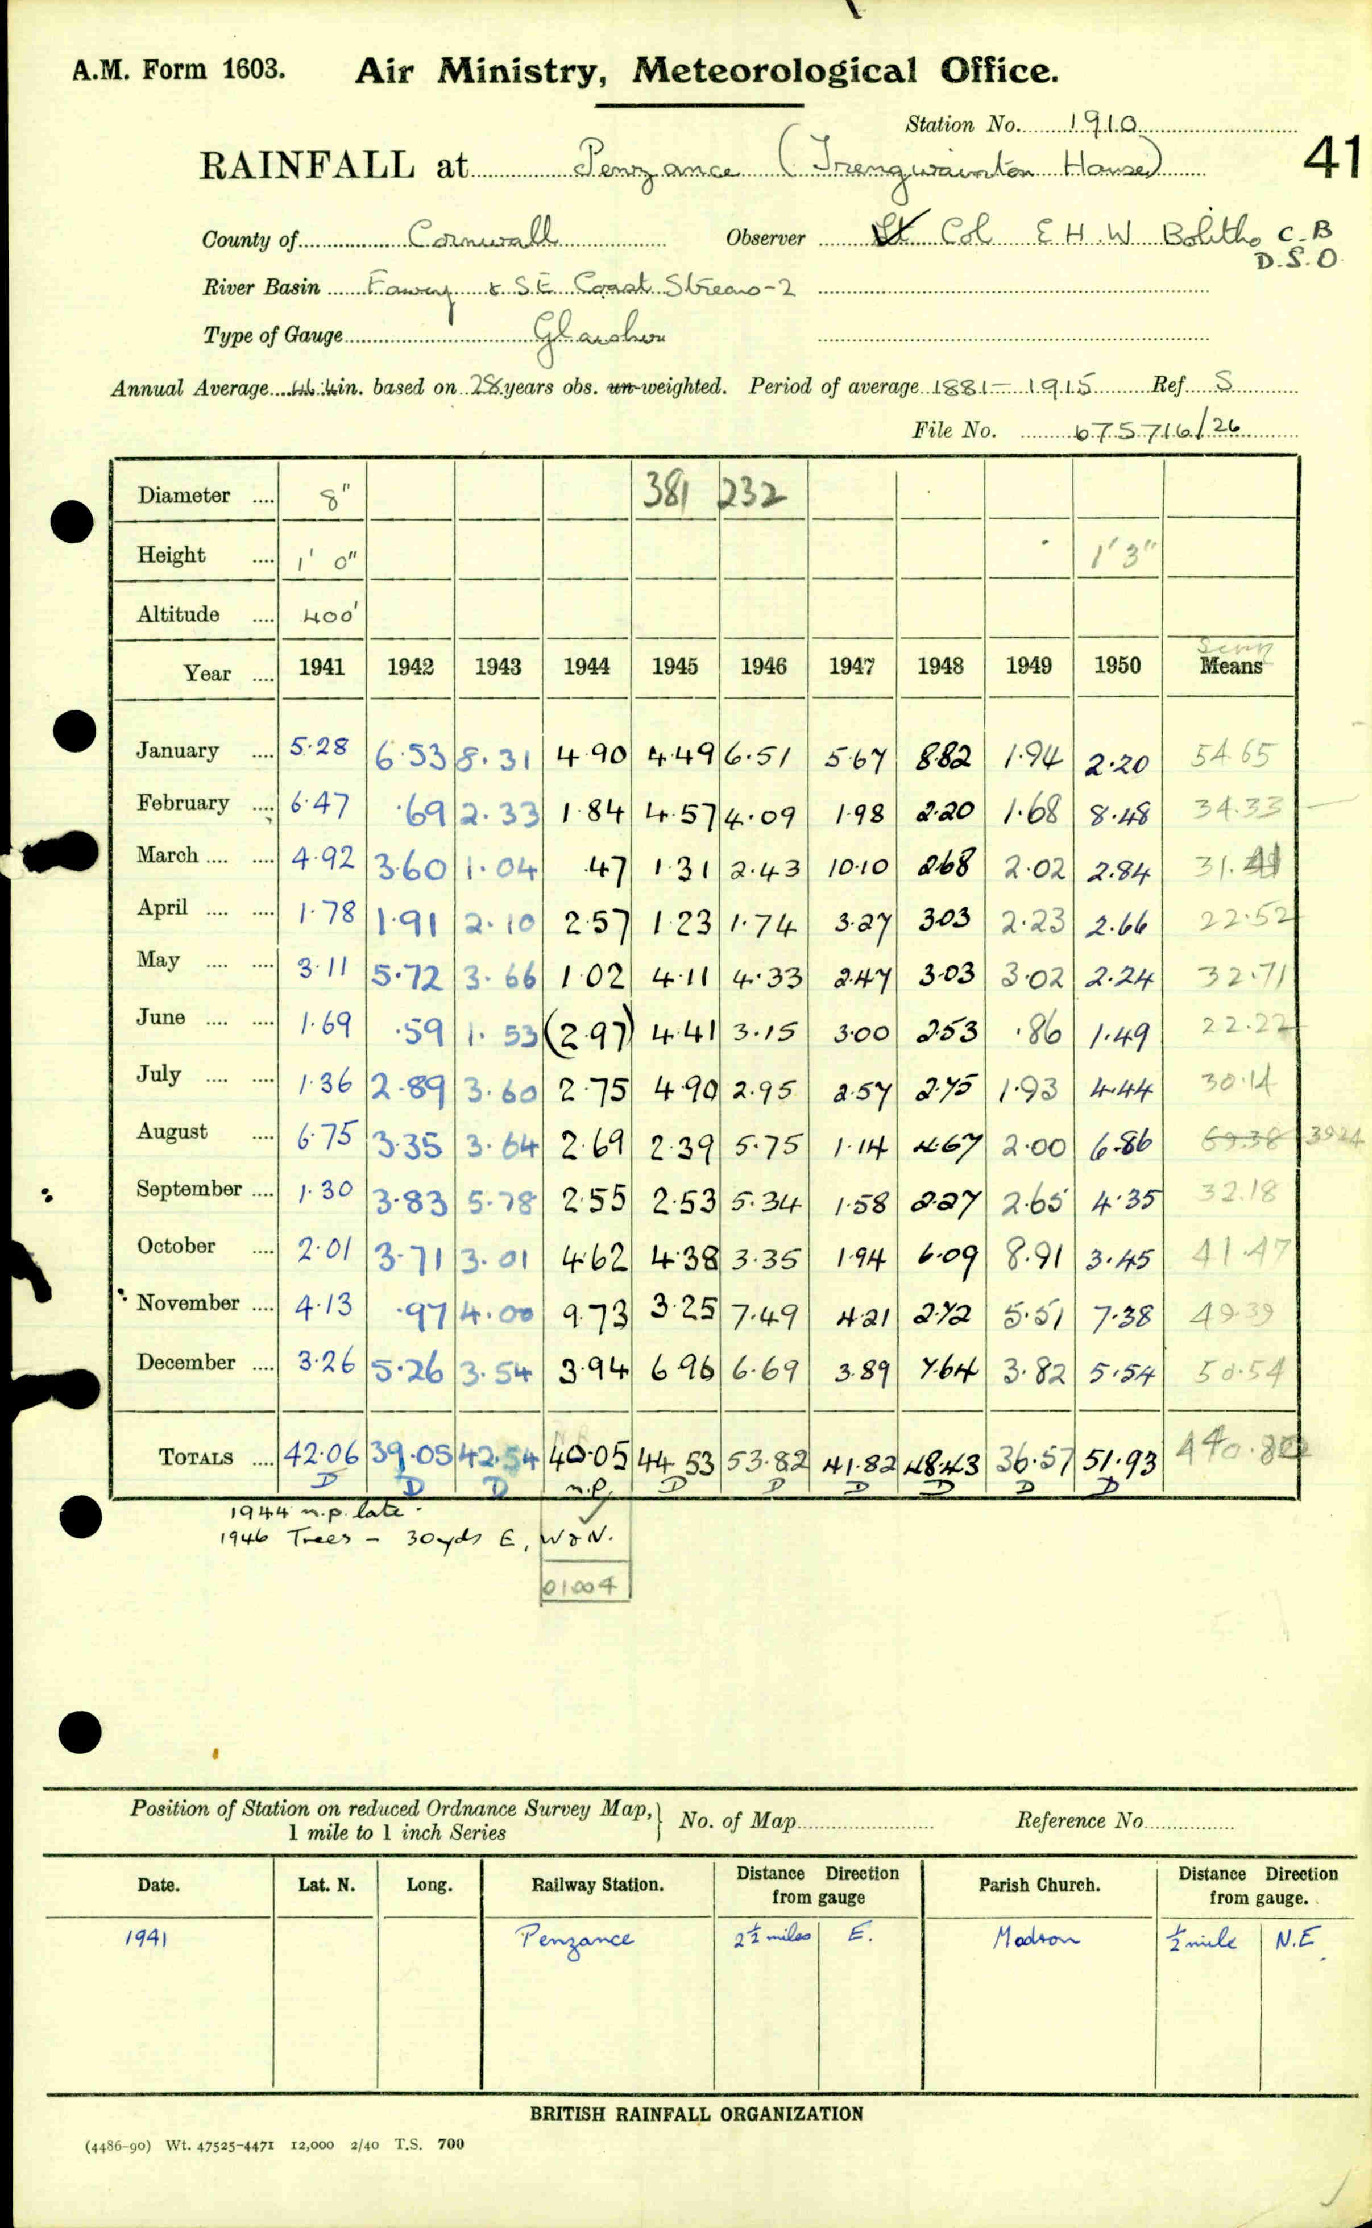 A.M. Form 1603. Air Ministry, Meteorological Office.
Station No. 1910
41
RAINFALL at Penzance (Trengwainton House)
County of Cornwall Observer Lt Col E H. W Bolitho C.B
D.S.O
River Basin Fowey & SE Coast Streams-2
Type of Gauge Glaisher
Annual Average in. based on 28 years obs. un-weighted. Period of average 1881-1915 Ref. S
File No. 675716/26
Diameter .... 8" 381 232
Height .... 1' 0" 1' 3"
Altitude .... 400'
Year .... 1941 1942 1943 1944 1945 1946 1947 1948 1949 1950 Means
January .... 5.28 6.53 8.31 4.90 4.49 6.51 5.67 8.82 1.94 2.20 54.65
February .... 6.47 .69 2.33 1.84 4.57 4.09 1.98 2.20 1.68 8.48 34.33
March .... .... 4.92 3.60 1.04 .47 1.31 2.43 10.10 2.68 2.02 2.84 31.41
April .... .... 1.78 1.91 2.10 2.57 1.23 1.74 3.27 3.03 2.23 2.66 22.52
May .... .... 3.11 5.72 3.66 1.02 4.11 4.33 2.47 3.03 3.02 2.24 32.71
June .... .... 1.69 .59 1.53 (2.97) 4.41 3.15 3.00 2.53 .86 1.49 22.22
July .... .... 1.36 2.89 3.60 2.75 4.90 2.95 2.57 2.75 1.93 4.44 30.14
August .... 6.75 3.35 3.64 2.69 2.39 5.75 1.14 4.67 2.00 6.86 69.38 39.24
September .... 1.30 3.83 5.78 2.55 2.53 5.34 1.58 2.27 2.65 4.35 32.18
October .... 2.01 3.71 3.01 4.62 4.38 3.35 1.94 6.09 8.91 3.45 41.47
November .... 4.13 .97 4.00 9.73 3.25 7.49 4.21 2.72 5.51 7.38 49.39
December .... 3.26 5.26 3.54 3.94 6.96 6.69 3.89 7.64 3.82 5.54 50.54
TOTALS .... 42.06 39.05 42.54 40.05 44.53 53.82 41.82 48.43 36.57 51.93 440.80
D D D n.p. D D D D D D
1944 n.p. late.
1946 Trees - 30yds E, W & N.
01004
Position of Station on reduced Ordnance Survey Map, } No. of Map Reference No
1 mile to 1 inch Series
Date. Lat. N. Long. Railway Station. Distance Direction from gauge Parish Church. Distance Direction from gauge.
1941 Penzance 2½ miles E. Madron ½ mile N.E.
BRITISH RAINFALL ORGANIZATION
(4486-90) Wt. 47525-4471 12,000 2/40 T.S. 700